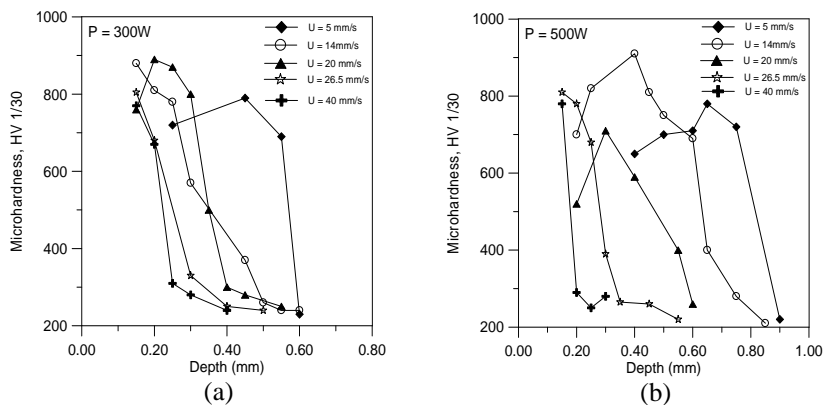 P = 300W
U = 5 mm/s
U = 14mm/s
U = 20 mm/s
U = 26.5 mm/s
U = 40 mm/s
Microhardness, HV 1/30
1000
800
600
400
200
0.00 0.20 0.40 0.60 0.80
Depth (mm)
(a)
P = 500W
U = 5 mm/s
U = 14mm/s
U = 20 mm/s
U = 26.5 mm/s
U = 40 mm/s
Microhardness, HV 1/30
1000
800
600
400
200
0.00 0.20 0.40 0.60 0.80 1.00
Depth (mm)
(b)